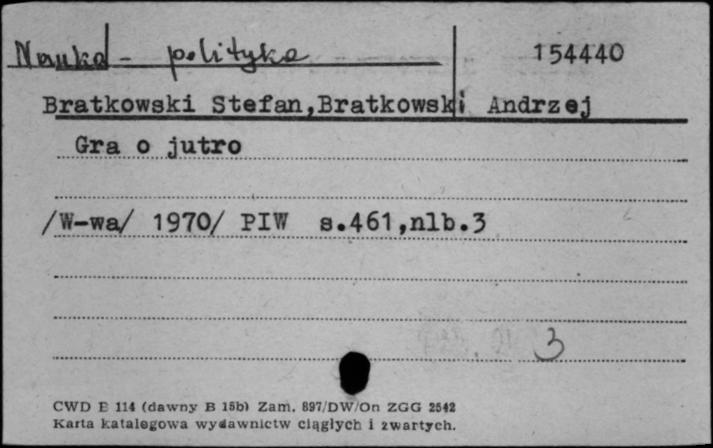 Nauka - polityka 154440
Bratkowski Stefan,Bratkowski Andrzej
Gra o jutro
/W-wa/ 1970/ PIW s.461,nlb.3
3
CWD E 114 (dawny B 15b) Zam. 897/DW/On ZGG 2542
Karta katalogowa wydawnictw ciągłych i zwartych.